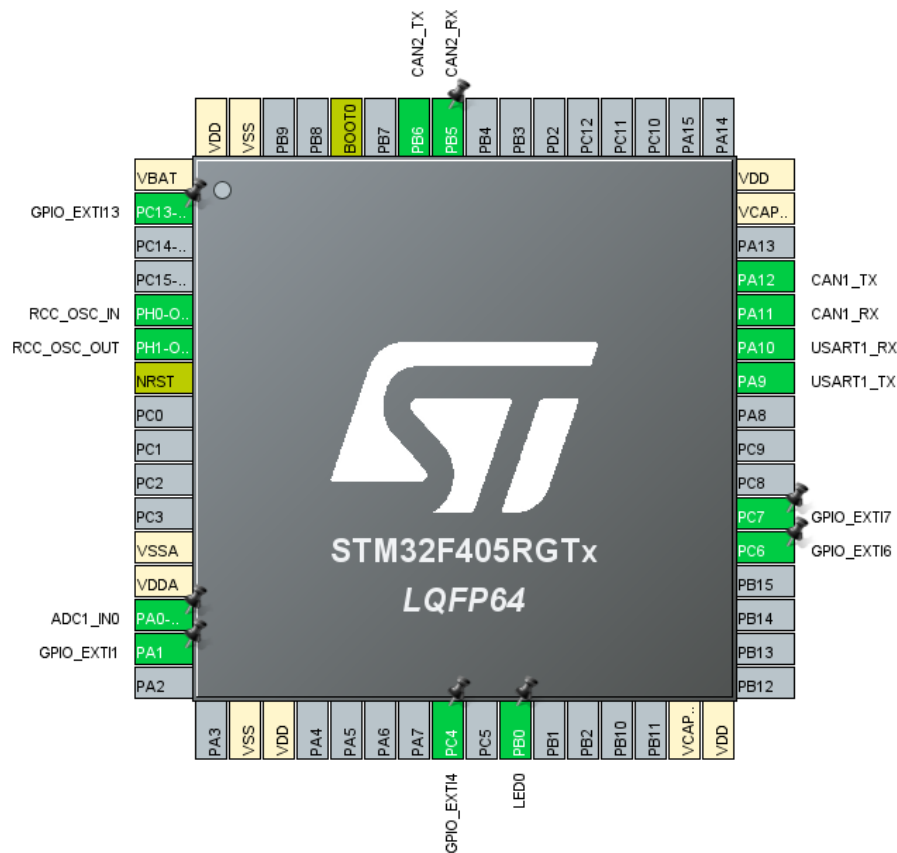 CAN2_TX
CAN2_RX
VDD
VSS
PB9
PB8
BOOT0
PB7
PB6
PB5
PB4
PB3
PD2
PC12
PC11
PC10
PA15
PA14
VBAT
GPIO_EXTI13 PC13-..
PC14-..
PC15-..
RCC_OSC_IN PH0-O..
RCC_OSC_OUT PH1-O..
NRST
PC0
PC1
PC2
PC3
VSSA
VDDA
ADC1_IN0 PA0-..
GPIO_EXTI1 PA1
PA2
ST
STM32F405RGTx
LQFP64
VDD
VCAP..
PA13
PA12 CAN1_TX
PA11 CAN1_RX
PA10 USART1_RX
PA9 USART1_TX
PA8
PC9
PC8
PC7 GPIO_EXTI7
PC6 GPIO_EXTI6
PB15
PB14
PB13
PB12
PA3
VSS
VDD
PA4
PA5
PA6
PA7
PC4
PC5
PB0
PB1
PB2
PB10
PB11
VCAP..
VDD
GPIO_EXTI4
LED0